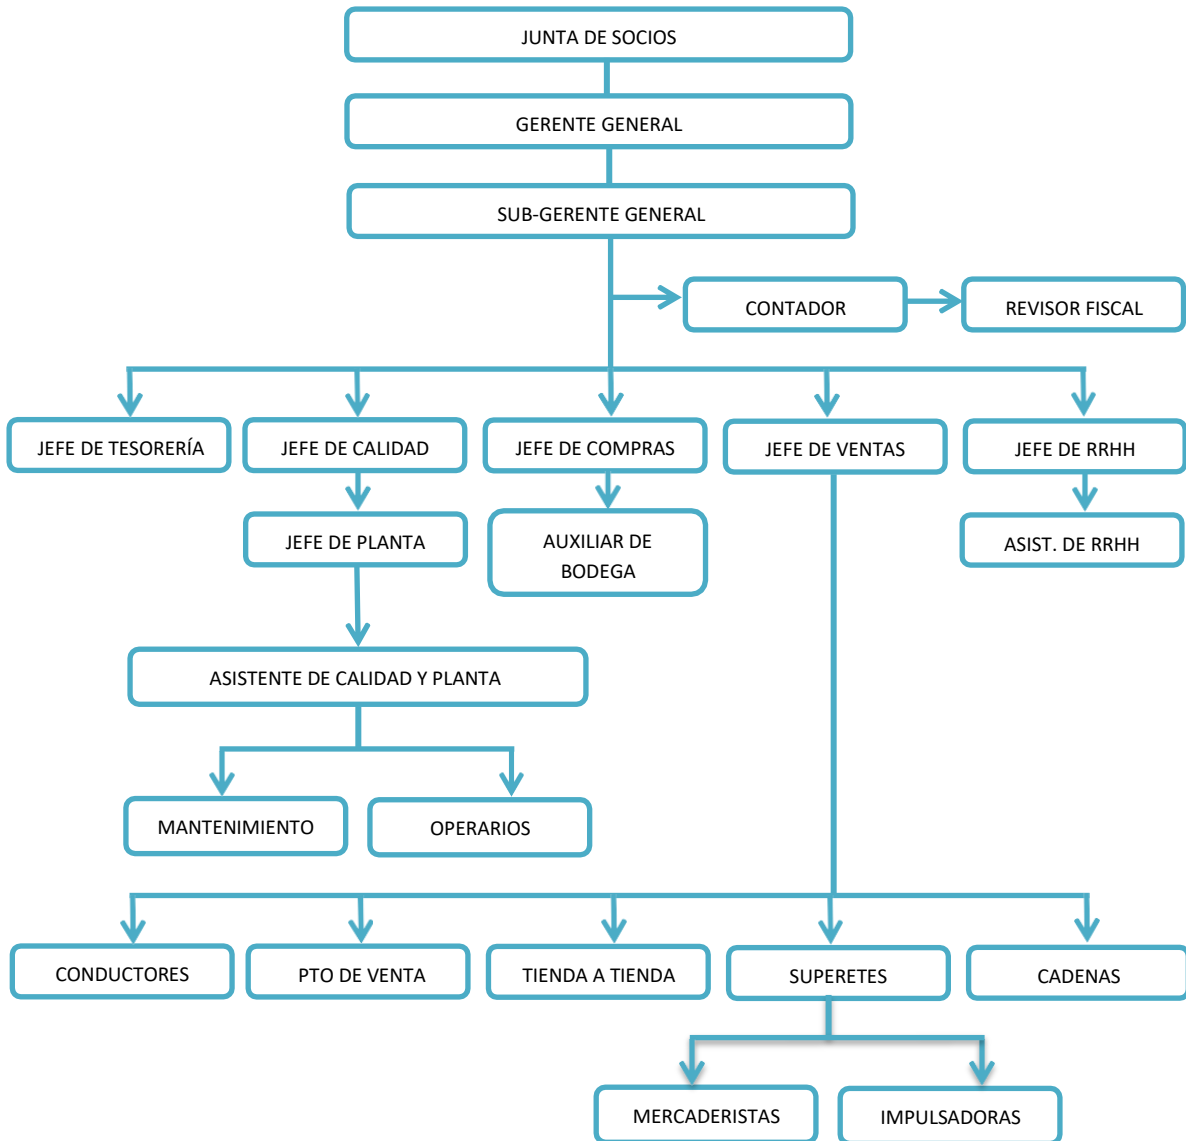 JUNTA DE SOCIOS
GERENTE GENERAL
SUB-GERENTE GENERAL
CONTADOR
REVISOR FISCAL
JEFE DE TESORERÍA
JEFE DE CALIDAD
JEFE DE COMPRAS
JEFE DE VENTAS
JEFE DE RRHH
JEFE DE PLANTA
AUXILIAR DE
BODEGA
ASIST. DE RRHH
ASISTENTE DE CALIDAD Y PLANTA
MANTENIMIENTO
OPERARIOS
CONDUCTORES
PTO DE VENTA
TIENDA A TIENDA
SUPERETES
CADENAS
MERCADERISTAS
IMPULSADORAS